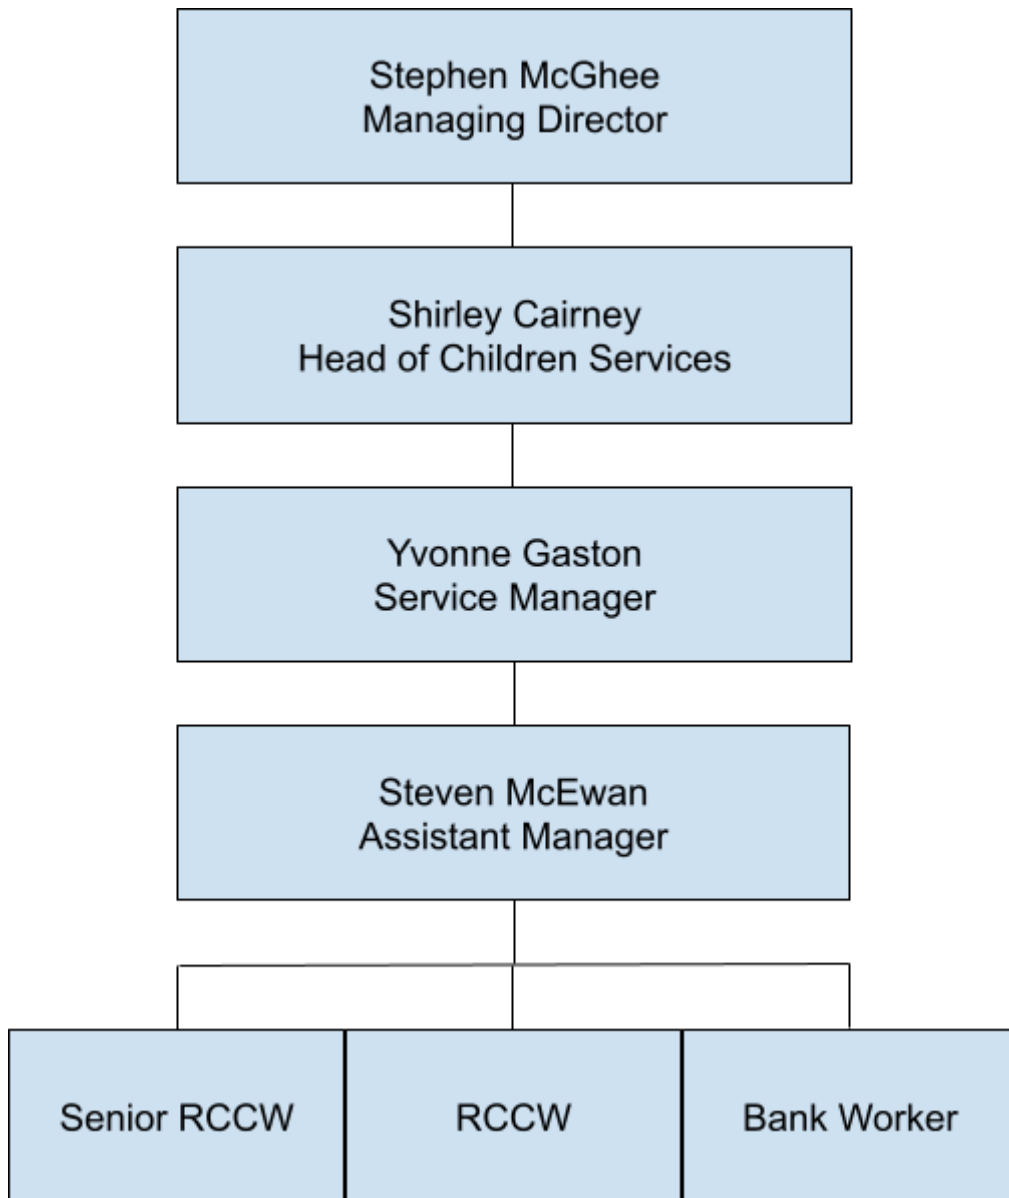 Stephen McGhee
Managing Director
Shirley Cairney
Head of Children Services
Yvonne Gaston
Service Manager
Steven McEwan
Assistant Manager
Senior RCCW
RCCW
Bank Worker